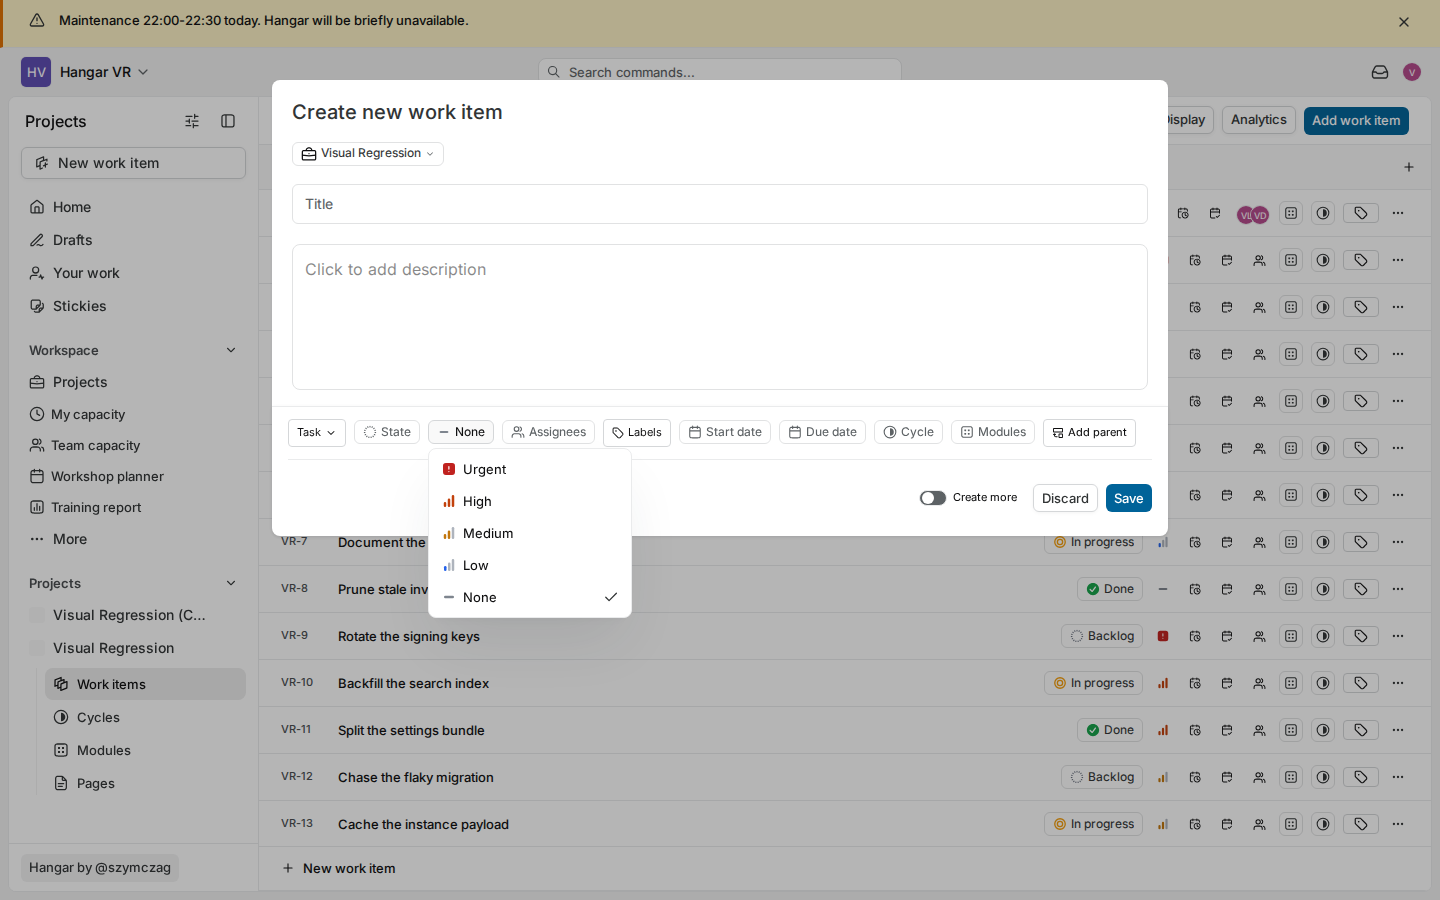 Maintenance 22:00-22:30 today. Hangar will be briefly unavailable.
HV Hangar VR
Search commands...
V
Projects
New work item
Home
Drafts
Your work
Stickies
Workspace
Projects
My capacity
Team capacity
Workshop planner
Training report
More
Projects
Visual Regression (C...
Visual Regression
Work items
Cycles
Modules
Pages
Hangar by @szymczag
Display
Analytics
Add work item
VD
Create new work item
Visual Regression
Title
Click to add description
Task
State
None
Assignees
Labels
Start date
Due date
Cycle
Modules
Add parent
Urgent
High
Medium
Low
None
Create more
Discard
Save
VR-7 Document the In progress
VR-8 Prune stale inv Done
VR-9 Rotate the signing keys Backlog
VR-10 Backfill the search index In progress
VR-11 Split the settings bundle Done
VR-12 Chase the flaky migration Backlog
VR-13 Cache the instance payload In progress
New work item